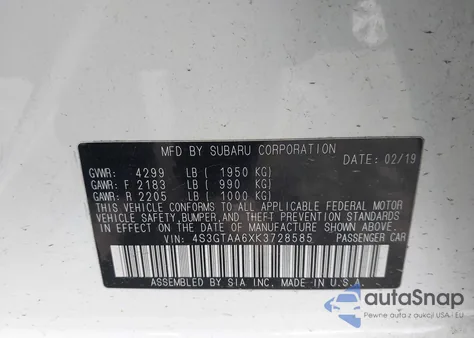 MFD BY SUBARU CORPORATION
DATE: 02/19
GVWR: 4299 LB ( 1950 KG)
GAWR: F 2183 LB ( 990 KG)
GAWR: R 2205 LB ( 1000 KG)
THIS VEHICLE CONFORMS TO ALL APPLICABLE FEDERAL MOTOR
VEHICLE SAFETY, BUMPER, AND THEFT PREVENTION STANDARDS
IN EFFECT ON THE DATE OF MANUFACTURE SHOWN ABOVE.
VIN: 4S3GTAA6XK3728585 PASSENGER CAR
ASSEMBLED BY SIA INC. MADE IN U.S.A.
autoSnap
Pewne auta z aukcji USA i EU